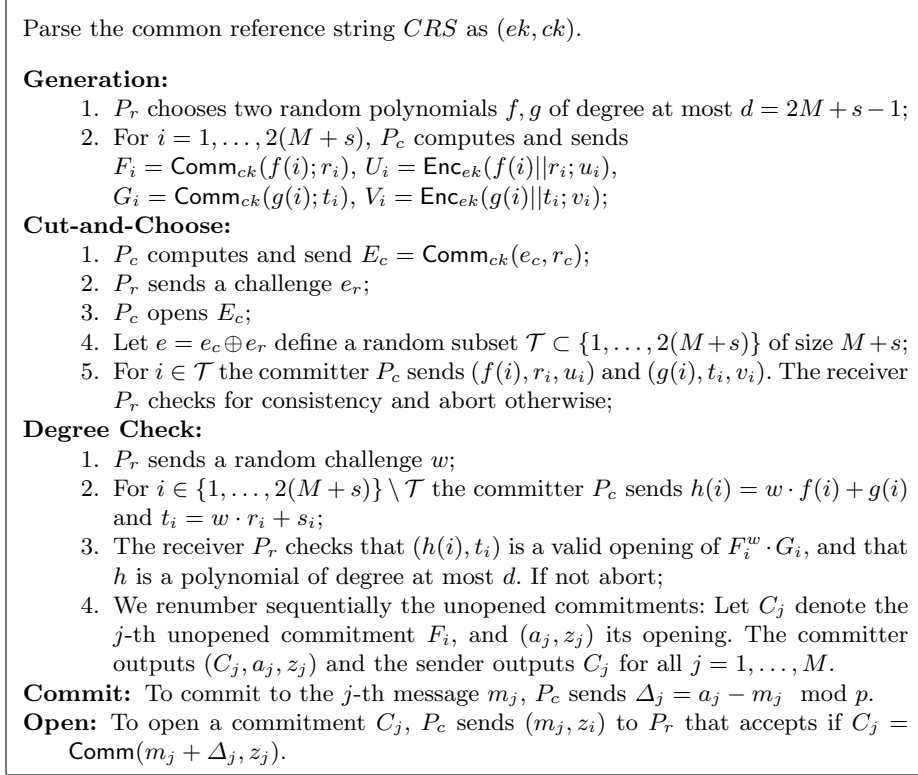 Parse the common reference string CRS as (ek, ck).
Generation:
1. P_r chooses two random polynomials f, g of degree at most d = 2M + s − 1;
2. For i = 1, . . . , 2(M + s), P_c computes and sends
F_i = Comm_ck(f(i); r_i), U_i = Enc_ek(f(i)||r_i; u_i),
G_i = Comm_ck(g(i); t_i), V_i = Enc_ek(g(i)||t_i; v_i);
Cut-and-Choose:
1. P_c computes and send E_c = Comm_ck(e_c, r_c);
2. P_r sends a challenge e_r;
3. P_c opens E_c;
4. Let e = e_c ⊕ e_r define a random subset 𝒯 ⊂ {1, . . . , 2(M + s)} of size M + s;
5. For i ∈ 𝒯 the committer P_c sends (f(i), r_i, u_i) and (g(i), t_i, v_i). The receiver
P_r checks for consistency and abort otherwise;
Degree Check:
1. P_r sends a random challenge w;
2. For i ∈ {1, . . . , 2(M + s)} \ 𝒯 the committer P_c sends h(i) = w · f(i) + g(i)
and t_i = w · r_i + s_i;
3. The receiver P_r checks that (h(i), t_i) is a valid opening of F_i^w · G_i, and that
h is a polynomial of degree at most d. If not abort;
4. We renumber sequentially the unopened commitments: Let C_j denote the
j-th unopened commitment F_i, and (a_j, z_j) its opening. The committer
outputs (C_j, a_j, z_j) and the sender outputs C_j for all j = 1, . . . , M.
Commit: To commit to the j-th message m_j, P_c sends Δ_j = a_j − m_j mod p.
Open: To open a commitment C_j, P_c sends (m_j, z_i) to P_r that accepts if C_j =
Comm(m_j + Δ_j, z_j).